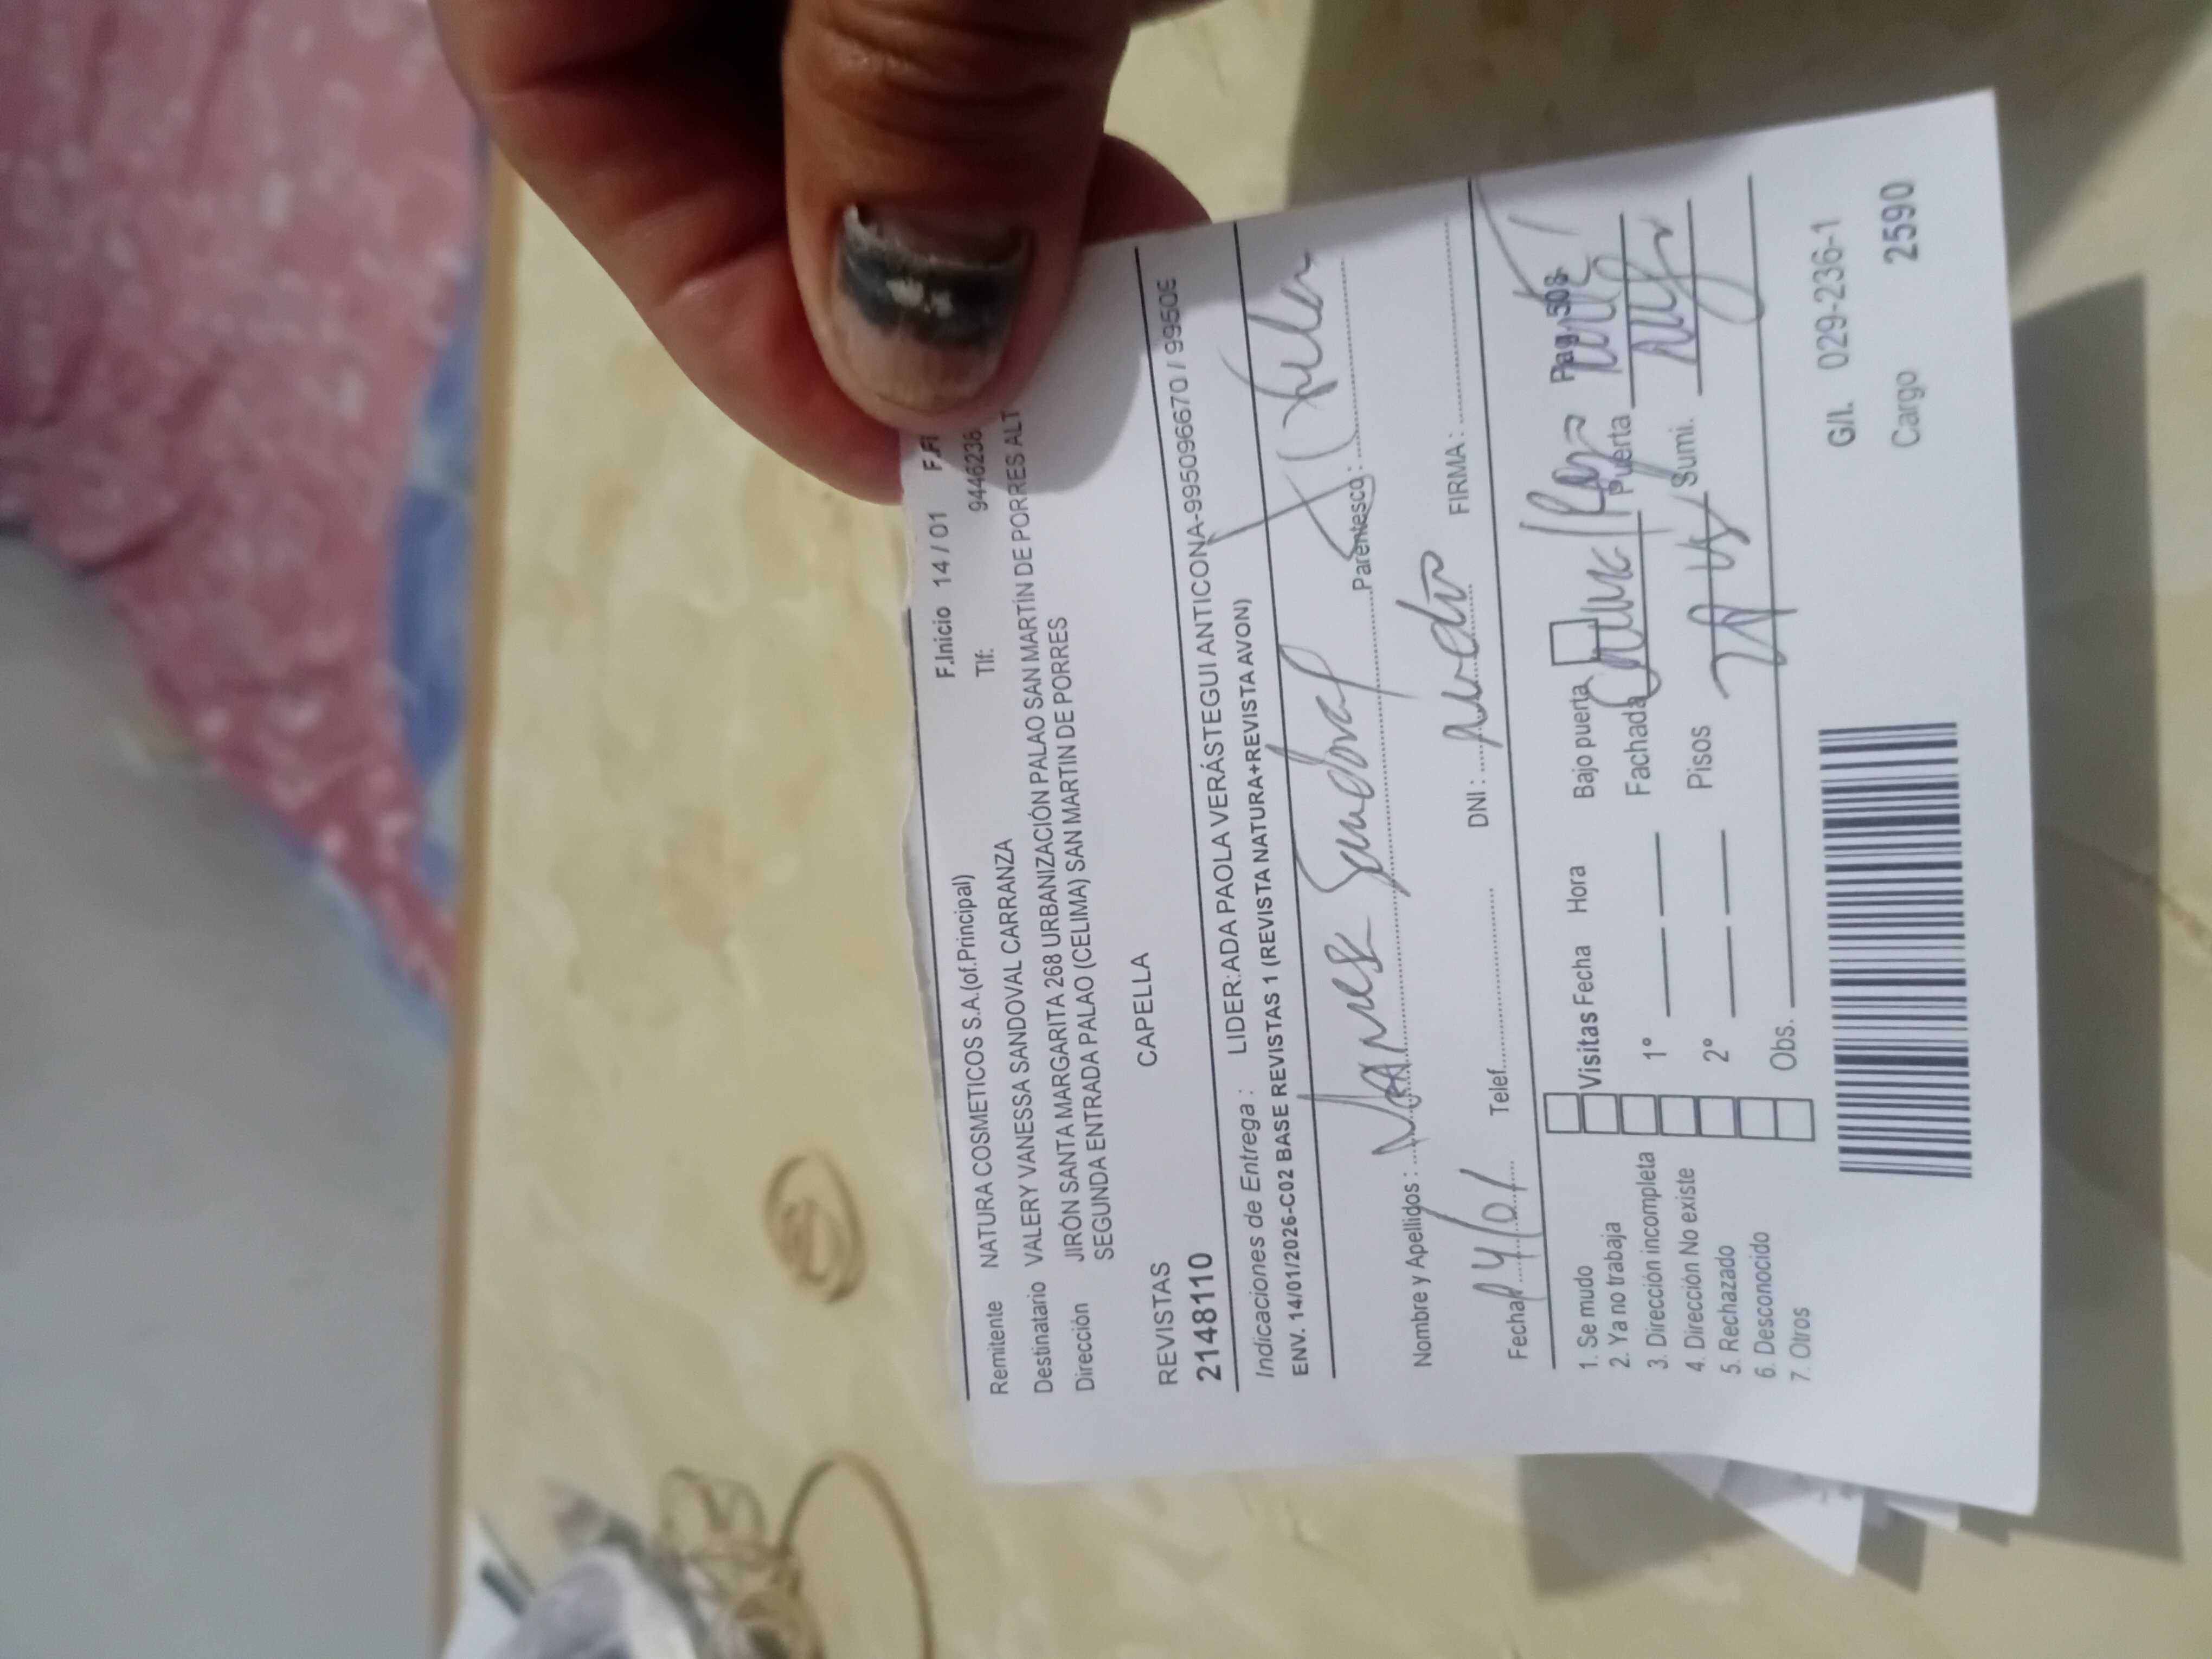 F.Inicio 14 / 01 F.Fi
Remitente NATURA COSMETICOS S.A.(of.Principal) Tlf: 9446238
Destinatario VALERY VANESSA SANDOVAL CARRANZA
Dirección JIRÓN SANTA MARGARITA 268 URBANIZACIÓN PALAO SAN MARTÍN DE PORRES ALT
SEGUNDA ENTRADA PALAO (CELIMA) SAN MARTIN DE PORRES
REVISTAS CAPELLA
2148110
Indicaciones de Entrega : LIDER:ADA PAOLA VERÁSTEGUI ANTICONA-995096670 / 99509
ENV. 14/01/2026-C02 BASE REVISTAS 1 (REVISTA NATURA+REVISTA AVON)
Nombre y Apellidos : Sandoval Parentesco :
Fecha 14/01 Telef. DNI : FIRMA :
1. Se mudo
2. Ya no trabaja
3. Dirección incompleta
4. Dirección No existe
5. Rechazado
6. Desconocido
7. Otros
Visitas Fecha Hora Bajo puerta Pag. 508
1° Fachada Puerta
2° Pisos Sumi.
Obs.
G/I. 029-236-1
Cargo 2590